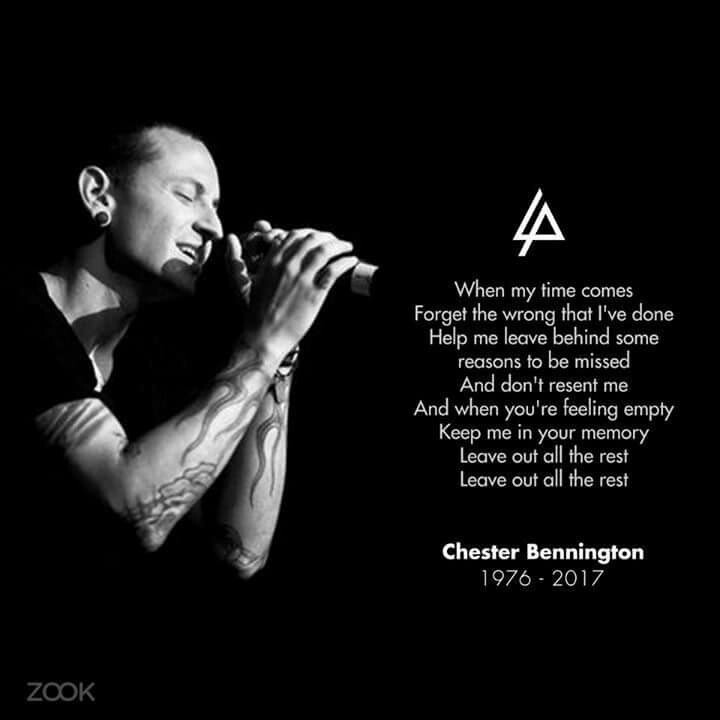 When my time comes
Forget the wrong that I've done
Help me leave behind some
reasons to be missed
And don't resent me
And when you're feeling empty
Keep me in your memory
Leave out all the rest
Leave out all the rest
Chester Bennington
1976 - 2017
ZOOK